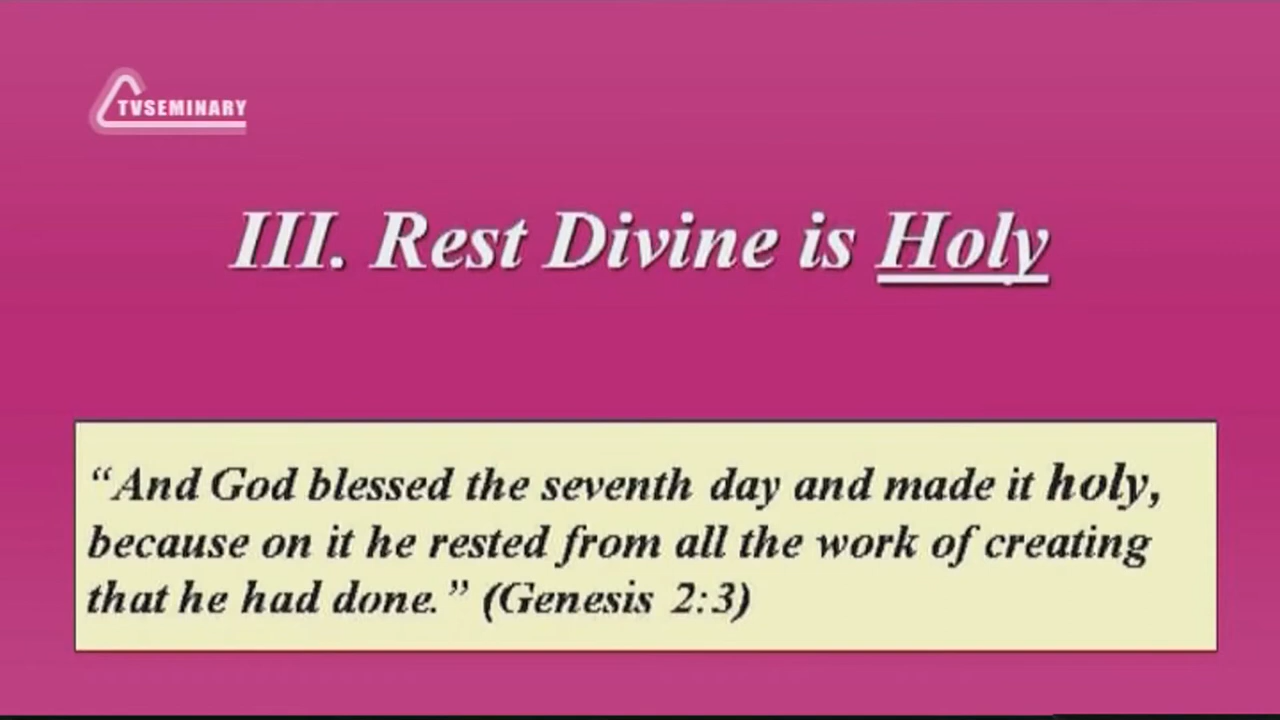 TVSEMINARY
III. Rest Divine is Holy
“And God blessed the seventh day and made it holy,
because on it he rested from all the work of creating
that he had done.” (Genesis 2:3)